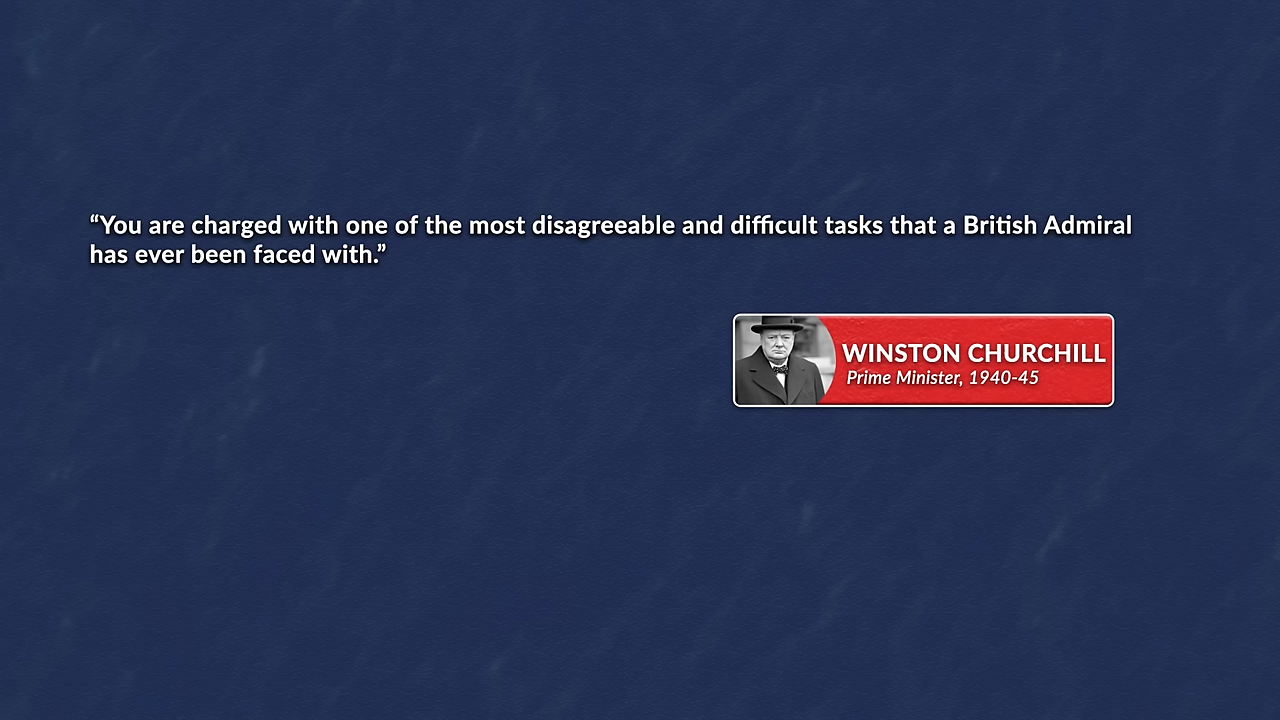 “You are charged with one of the most disagreeable and difficult tasks that a British Admiral
has ever been faced with.”
WINSTON CHURCHILL
Prime Minister, 1940-45